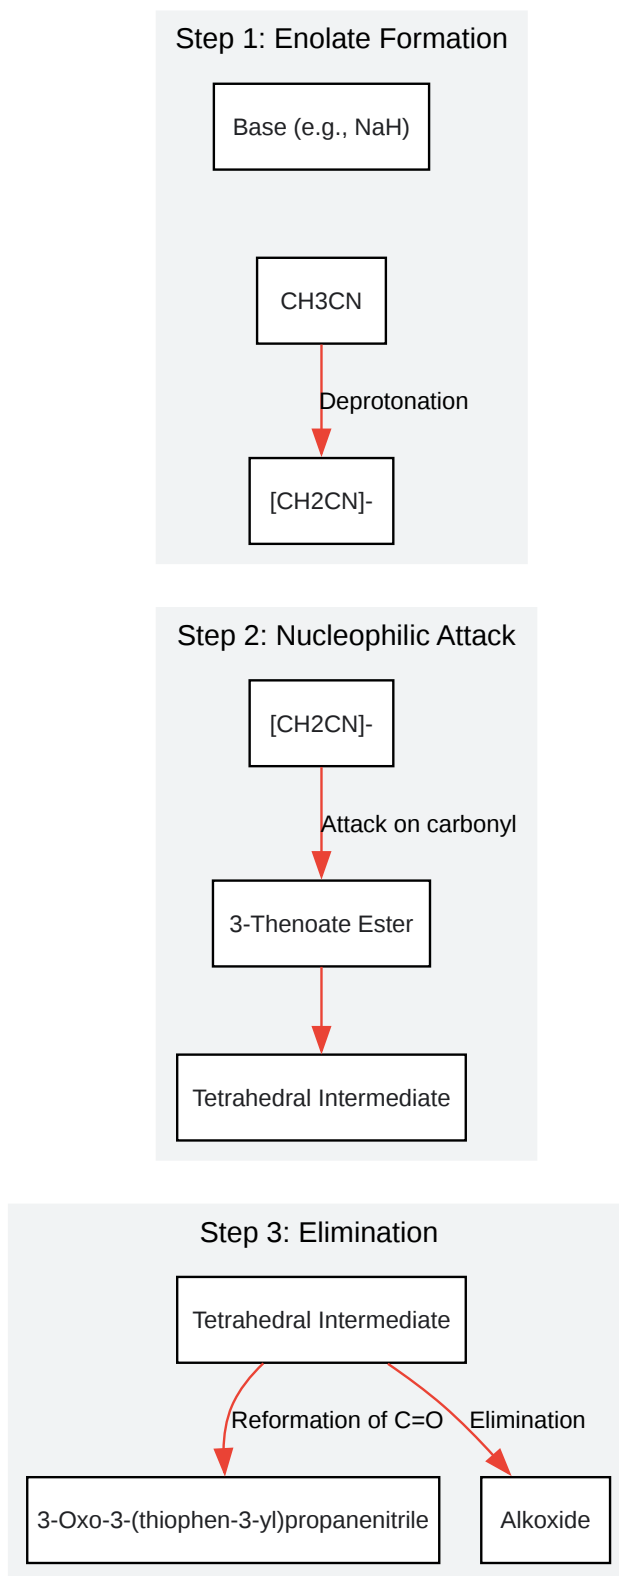 Step 1: Enolate Formation
Base (e.g., NaH)
CH3CN
Deprotonation
[CH2CN]-
Step 2: Nucleophilic Attack
[CH2CN]-
Attack on carbonyl
3-Thenoate Ester
Tetrahedral Intermediate
Step 3: Elimination
Tetrahedral Intermediate
Reformation of C=O
Elimination
3-Oxo-3-(thiophen-3-yl)propanenitrile
Alkoxide